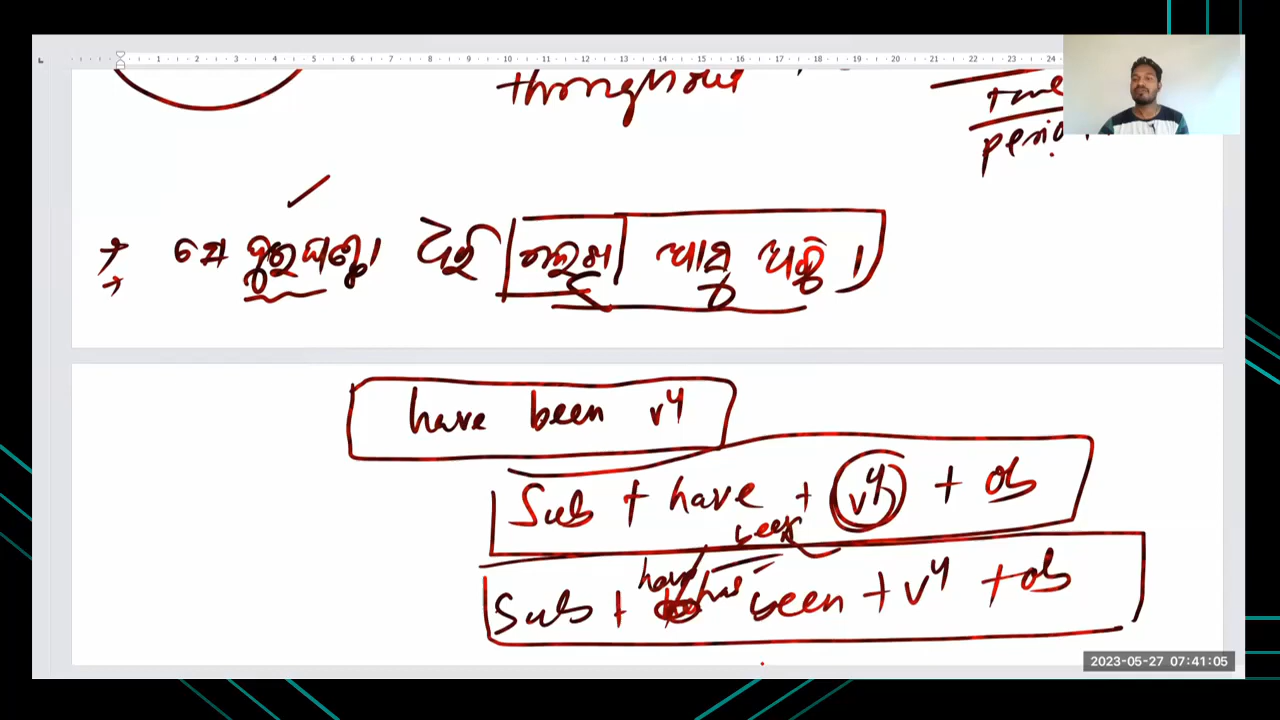 throughout
time
period
→ ସେ ଦୁଇଘଣ୍ଟା ଧରି
have been v4
Sub + have + v4 + ob
been
have/has
Sub + been + v4 + ob
2023-05-27 07:41:05